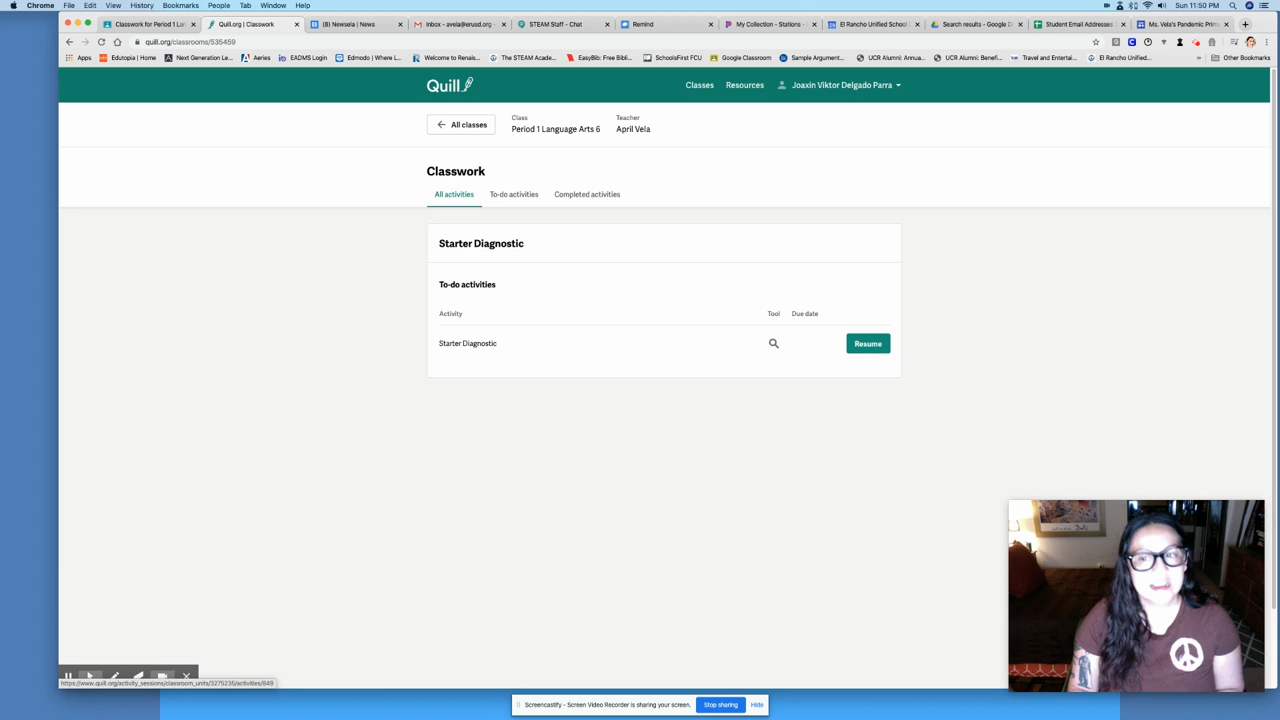 Chrome File Edit View History Bookmarks People Tab Window Help Sun 11:50 PM
Classwork for Period 1 La Quill.org | Classwork (8) Newsela | News Inbox - avela@erusd.org - STEAM Staff - Chat Remind My Collection - Stations - El Rancho Unified School Search results - Google D Student Email Addresses Ms. Vela's Pandemic Prim
quill.org/classrooms/535459
Apps Edutopia | Home Next Generation Le... Aeries EADMS Login Edmodo | Where L... Welcome to Renais... The STEAM Acade... EasyBib: Free Bibl... SchoolsFirst FCU Google Classroom Sample Argument... UCR Alumni: Annua... UCR Alumni: Benefi... Travel and Entertai... El Rancho Unified... » Other Bookmarks
Quill Classes Resources Joaxin Viktor Delgado Parra
All classes
Class
Period 1 Language Arts 6
Teacher
April Vela
Classwork
All activities To-do activities Completed activities
Starter Diagnostic
To-do activities
Activity Tool Due date
Starter Diagnostic Resume
https://www.quill.org/activity_sessions/classroom_units/3275235/activities/849
Screencastify - Screen Video Recorder is sharing your screen. Stop sharing Hide